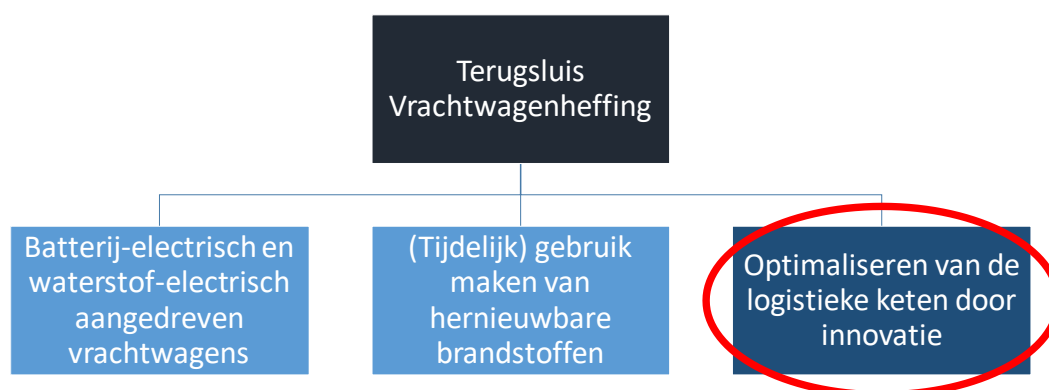 Terugsluis
Vrachtwagenheffing
Batterij-electrisch en
waterstof-electrisch
aangedreven
vrachtwagens
(Tijdelijk) gebruik
maken van
hernieuwbare
brandstoffen
Optimaliseren van de
logistieke keten door
innovatie